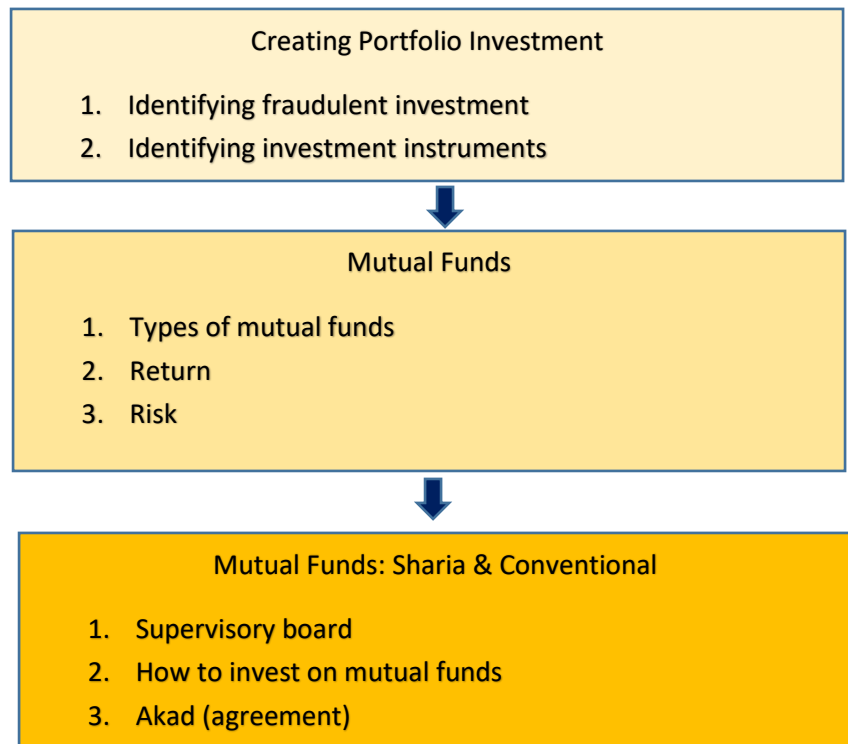 Creating Portfolio Investment
1. Identifying fraudulent investment
2. Identifying investment instruments
Mutual Funds
1. Types of mutual funds
2. Return
3. Risk
Mutual Funds: Sharia & Conventional
1. Supervisory board
2. How to invest on mutual funds
3. Akad (agreement)